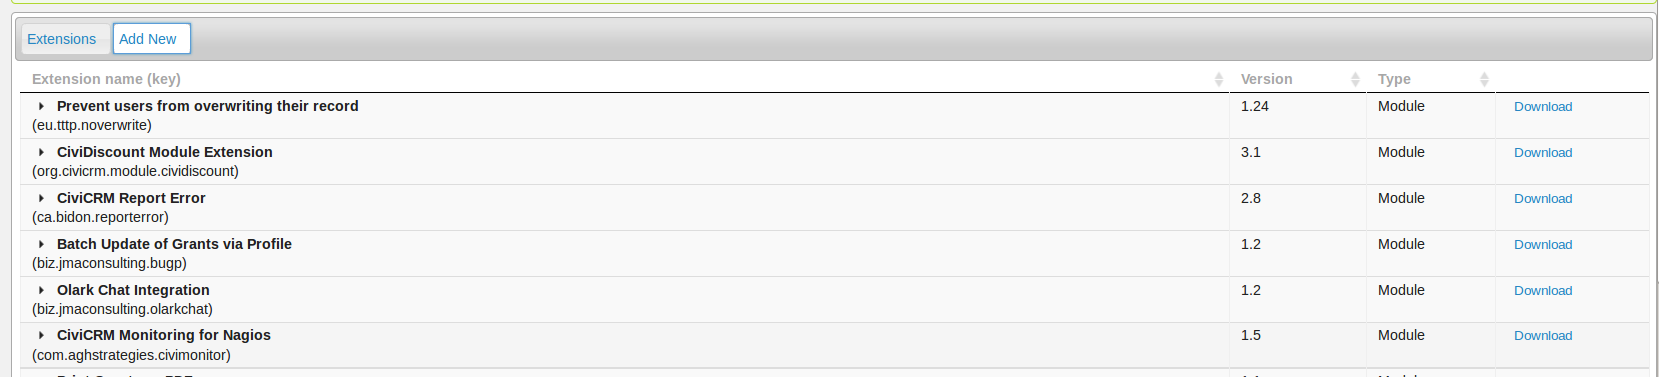 Extensions Add New
Extension name (key) Version Type
Prevent users from overwriting their record 1.24 Module Download
(eu.tttp.noverwrite)
CiviDiscount Module Extension 3.1 Module Download
(org.civicrm.module.cividiscount)
CiviCRM Report Error 2.8 Module Download
(ca.bidon.reporterror)
Batch Update of Grants via Profile 1.2 Module Download
(biz.jmaconsulting.bugp)
Olark Chat Integration 1.2 Module Download
(biz.jmaconsulting.olarkchat)
CiviCRM Monitoring for Nagios 1.5 Module Download
(com.aghstrategies.civimonitor)